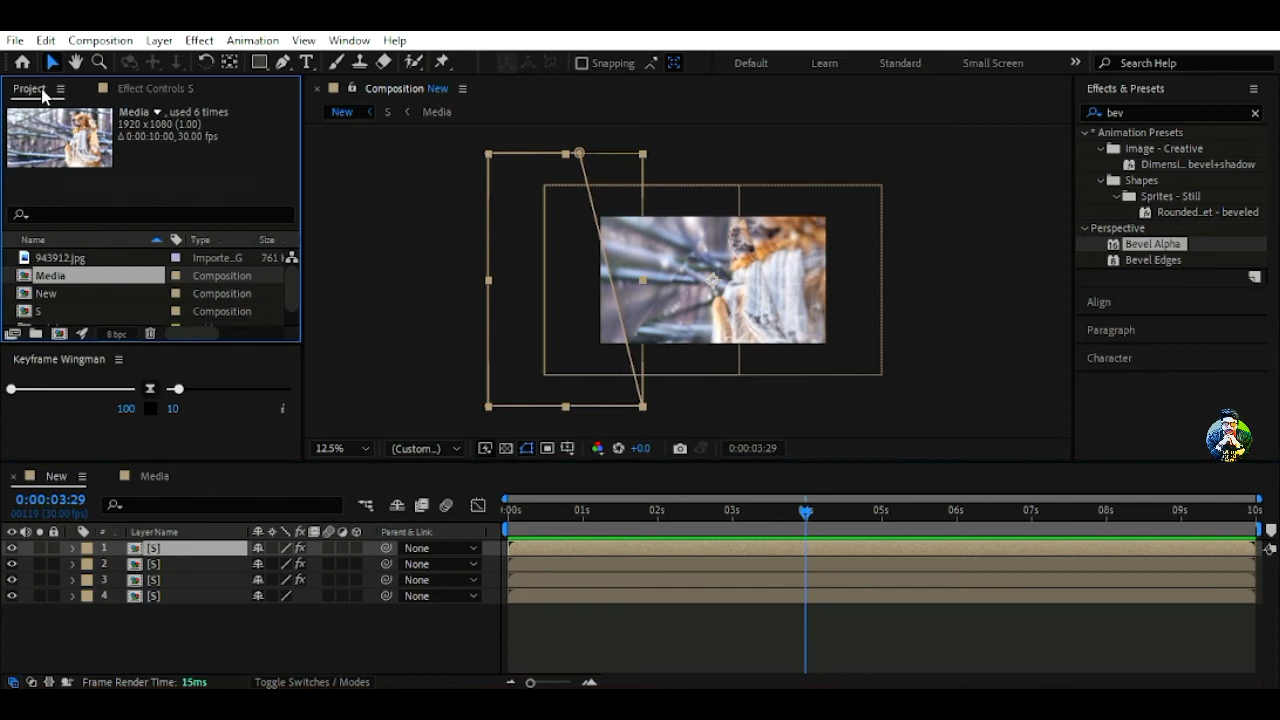 File Edit Composition Layer Effect Animation View Window Help
Snapping Default Learn Standard Small Screen Search Help
Project Effect Controls S
Media , used 6 times
1920 x 1080 (1.00)
Δ 0:00:10:00, 30.00 fps
Name Type Size
943912.jpg Importe_G 761
Media Composition
New Composition
S Composition
8 bpc
Keyframe Wingman
100 10
Composition New
New S Media
12.5% (Custom...) +0.0 0:00:03:29
Effects & Presets
bev
* Animation Presets
Image - Creative
Dimensi... bevel+shadow
Shapes
Sprites - Still
Rounded...et - beveled
Perspective
Bevel Alpha
Bevel Edges
Align
Paragraph
Character
New Media
0:00:03:29
00119 (30.00 fps)
:00s 01s 02s 03s 05s 06s 07s 08s 09s 10s
# Layer Name Parent & Link
1 [S] None
2 [S] None
3 [S] None
4 [S] None
Frame Render Time: 15ms Toggle Switches / Modes